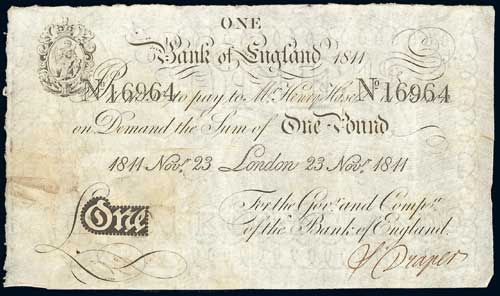 ONE
Bank of England 1811
No 16964 to pay to Mr Henry Hase No 16964
on Demand the Sum of One Pound
1811 Novr 23 London 23 Novr 1811
For the Govr and Compa
One of the Bank of England.
Draper